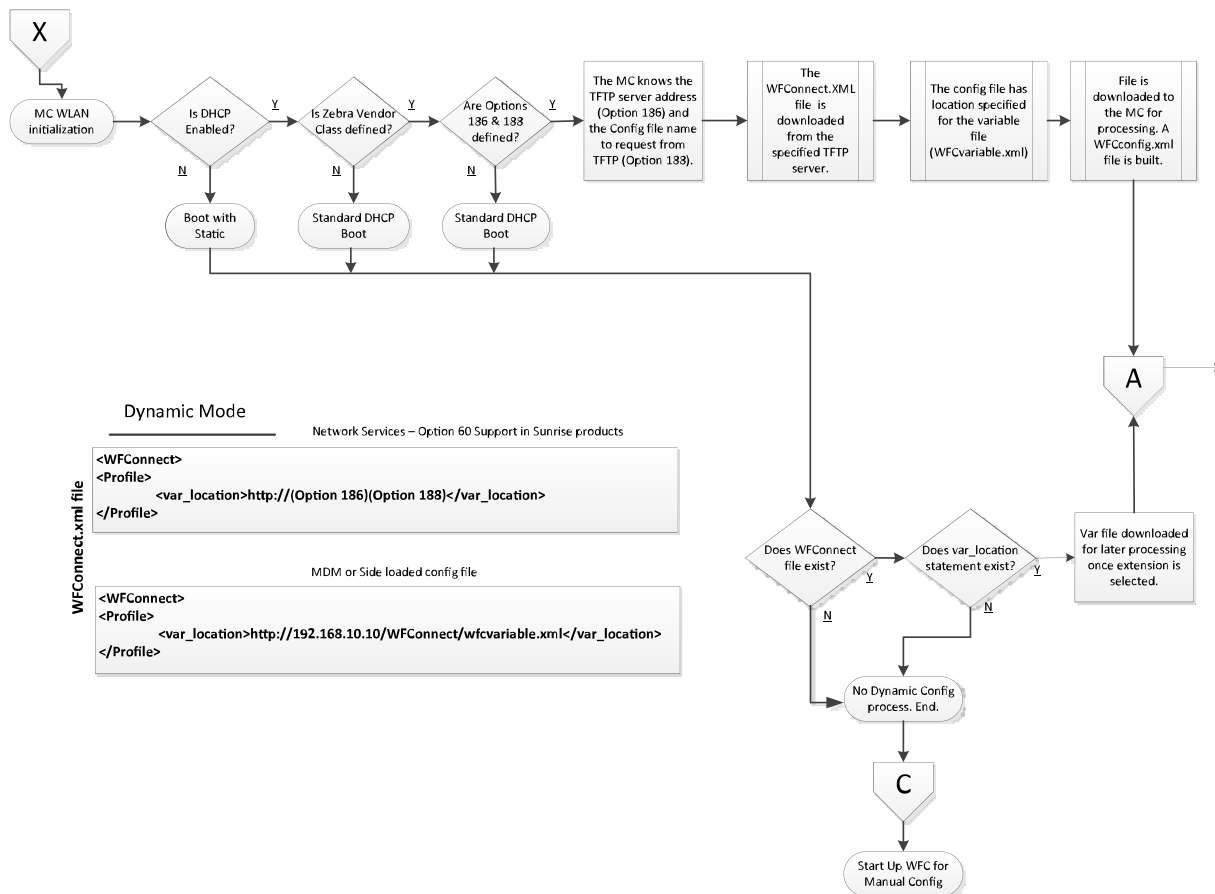 X
MC WLAN
initialization
Is DHCP
Enabled?
Y
N
Is Zebra Vendor
Class defined?
Y
N
Are Options
186 & 188
defined?
Y
N
The MC knows the
TFTP server address
(Option 186) and
the Config file name
to request from
TFTP (Option 188).
The
WFConnect.XML
file is
downloaded
from the
specified TFTP
server.
The config file has
location specified
for the variable
file
(WFCvariable.xml)
File is
downloaded to
the MC for
processing. A
WFCconfig.xml
file is built.
Boot with
Static
Standard DHCP
Boot
Standard DHCP
Boot
A
Dynamic Mode
Network Services – Option 60 Support in Sunrise products
WFConnect.xml file
<WFConnect>
<Profile>
<var_location>http://(Option 186)(Option 188)</var_location>
</Profile>
MDM or Side loaded config file
<WFConnect>
<Profile>
<var_location>http://192.168.10.10/WFConnect/wfcvariable.xml</var_location>
</Profile>
Does WFConnect
file exist?
Y
N
Does var_location
statement exist?
Y
N
Var file downloaded
for later processing
once extension is
selected.
No Dynamic Config
process. End.
C
Start Up WFC for
Manual Config